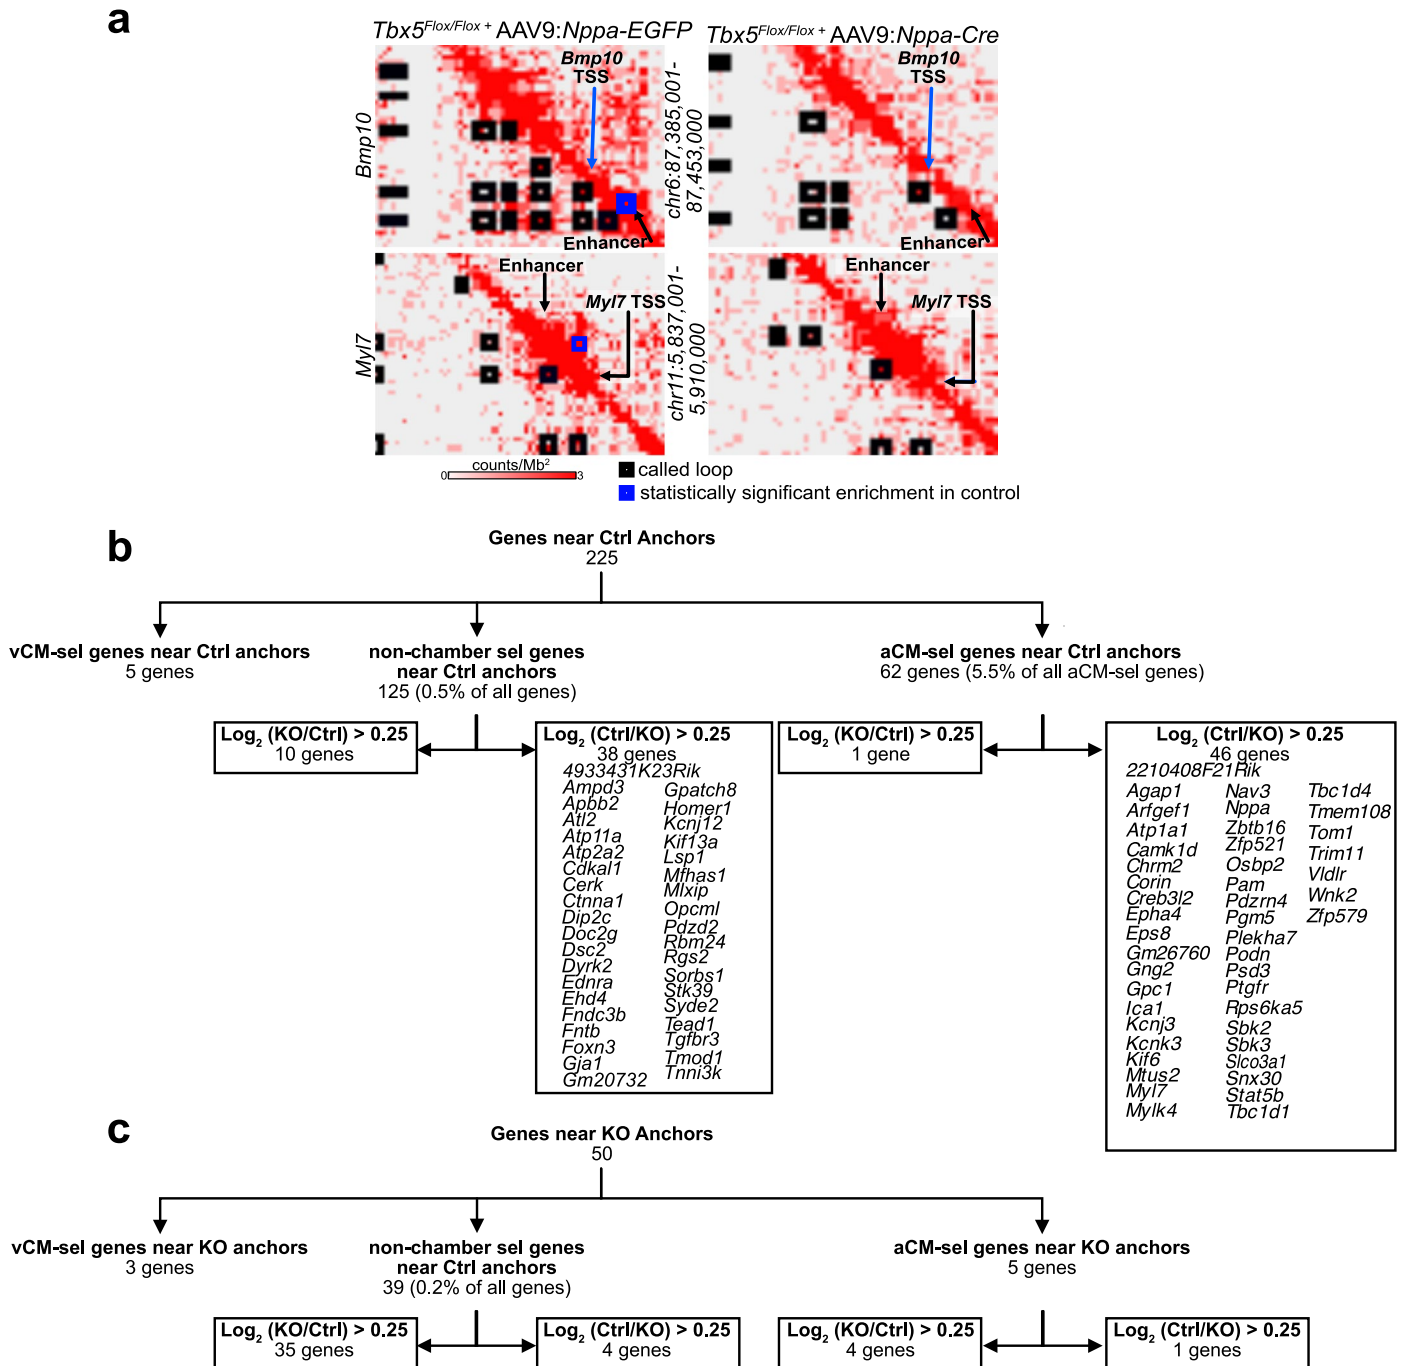 a
Tbx5Flox/Flox + AAV9:Nppa-EGFP
Tbx5Flox/Flox + AAV9:Nppa-Cre
Bmp10
Bmp10
TSS
Enhancer
chr6:87,385,001-
87,453,000
Bmp10
TSS
Enhancer
Myl7
Enhancer
Myl7 TSS
chr11:5,837,001-
5,910,000
Enhancer
Myl7 TSS
counts/Mb2
0
3
called loop
statistically significant enrichment in control
b
Genes near Ctrl Anchors
225
vCM-sel genes near Ctrl anchors
5 genes
non-chamber sel genes
near Ctrl anchors
125 (0.5% of all genes)
aCM-sel genes near Ctrl anchors
62 genes (5.5% of all aCM-sel genes)
Log2 (KO/Ctrl) > 0.25
10 genes
Log2 (Ctrl/KO) > 0.25
38 genes
4933431K23Rik
Ampd3
Apbb2
Atl2
Atp11a
Atp2a2
Cdkal1
Cerk
Ctnna1
Dip2c
Doc2g
Dsc2
Dyrk2
Ednra
Ehd4
Fndc3b
Fntb
Foxn3
Gja1
Gm20732
Gpatch8
Homer1
Kcnj12
Kif13a
Lsp1
Mfhas1
Mlxip
Opcml
Pdzd2
Rbm24
Rgs2
Sorbs1
Stk39
Syde2
Tead1
Tgfbr3
Tmod1
Tnni3k
Log2 (KO/Ctrl) > 0.25
1 gene
Log2 (Ctrl/KO) > 0.25
46 genes
2210408F21Rik
Agap1
Arfgef1
Atp1a1
Camk1d
Chrm2
Corin
Creb3l2
Epha4
Eps8
Gm26760
Gng2
Gpc1
Ica1
Kcnj3
Kcnk3
Kif6
Mtus2
Myl7
Mylk4
Nav3
Nppa
Zbtb16
Zfp521
Osbp2
Pam
Pdzrn4
Pgm5
Plekha7
Podn
Psd3
Ptgfr
Rps6ka5
Sbk2
Sbk3
Slco3a1
Snx30
Stat5b
Tbc1d1
Tbc1d4
Tmem108
Tom1
Trim11
Vldlr
Wnk2
Zfp579
c
Genes near KO Anchors
50
vCM-sel genes near KO anchors
3 genes
non-chamber sel genes
near Ctrl anchors
39 (0.2% of all genes)
aCM-sel genes near KO anchors
5 genes
Log2 (KO/Ctrl) > 0.25
35 genes
Log2 (Ctrl/KO) > 0.25
4 genes
Log2 (KO/Ctrl) > 0.25
4 genes
Log2 (Ctrl/KO) > 0.25
1 genes